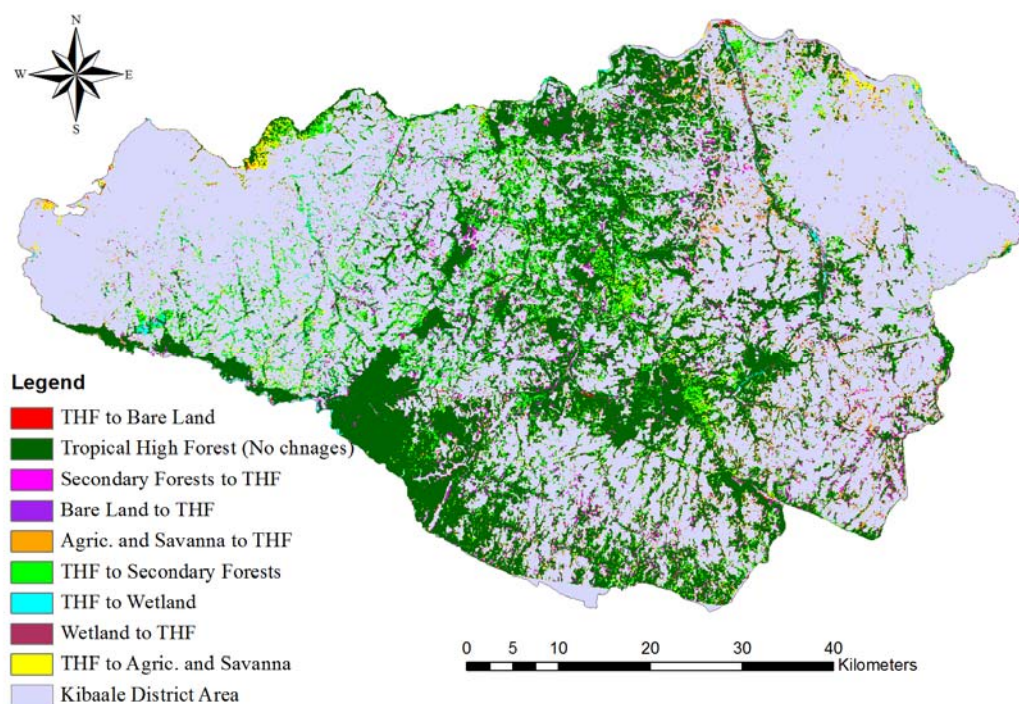 N
W E
S
Legend
THF to Bare Land
Tropical High Forest (No chnages)
Secondary Forests to THF
Bare Land to THF
Agric. and Savanna to THF
THF to Secondary Forests
THF to Wetland
Wetland to THF
THF to Agric. and Savanna
Kibaale District Area
0 5 10 20 30 40
Kilometers